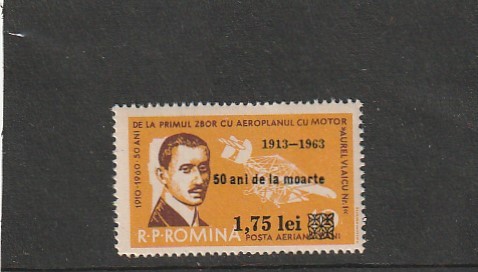 1910-1960-50 ANI DE LA PRIMUL ZBOR CU AEROPLANUL CU MOTOR "AUREL VLAICU Nr. I"
1913—1963
50 ani de la moarte
1,75 lei
R·P·ROMINA POSTA AERIANA